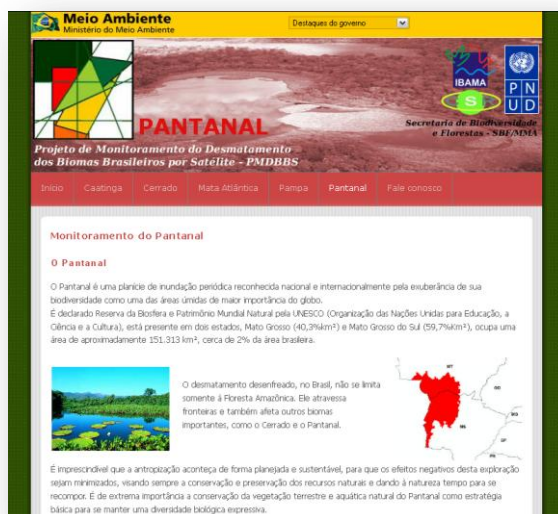 Meio Ambiente
Ministério do Meio Ambiente
Destaques do governo
IBAMA
S
PN
UD
PANTANAL
Secretaria de Biodiversidade
e Florestas - SBF/MMA
Projeto de Monitoramento do Desmatamento
dos Biomas Brasileiros por Satélite - PMDBBS
Início Caatinga Cerrado Mata Atlântica Pampa Pantanal Fale conosco
Monitoramento do Pantanal
O Pantanal
O Pantanal é uma planície de inundação periódica reconhecida nacional e internacionalmente pela exuberância de sua
biodiversidade como uma das áreas úmidas de maior importância do globo.
É declarado Reserva da Biosfera e Patrimônio Mundial Natural pela UNESCO (Organização das Nações Unidas para Educação, a
Ciência e a Cultura), está presente em dois estados, Mato Grosso (40,3%km²) e Mato Grosso do Sul (59,7%Km²), ocupa uma
área de aproximadamente 151.313 km², cerca de 2% da área brasileira.
MT
GO
MS
O desmatamento desenfreado, no Brasil, não se limita
somente à Floresta Amazônica. Ele atravessa
fronteiras e também afeta outros biomas
importantes, como o Cerrado e o Pantanal.
É imprescindível que a antropização aconteça de forma planejada e sustentável, para que os efeitos negativos desta exploração
sejam minimizados, visando sempre a conservação e preservação dos recursos naturais e dando à natureza tempo para se
recompor. É de extrema importância a conservação da vegetação terrestre e aquática natural do Pantanal como estratégia
básica para se manter uma diversidade biológica expressiva.